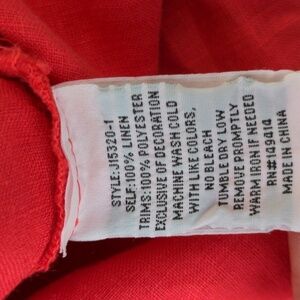 STYLE:J15320-1
SELF:100% LINEN
TRIMS:100% POLYESTER
EXCLUSIVE OF DECORATION
MACHINE WASH COLD
WITH LIKE COLORS,
NO BLEACH
TUMBLE DRY LOW
REMOVE PROMPTLY
WARM IRON IF NEEDED
RN#149414
MADE IN CHINA